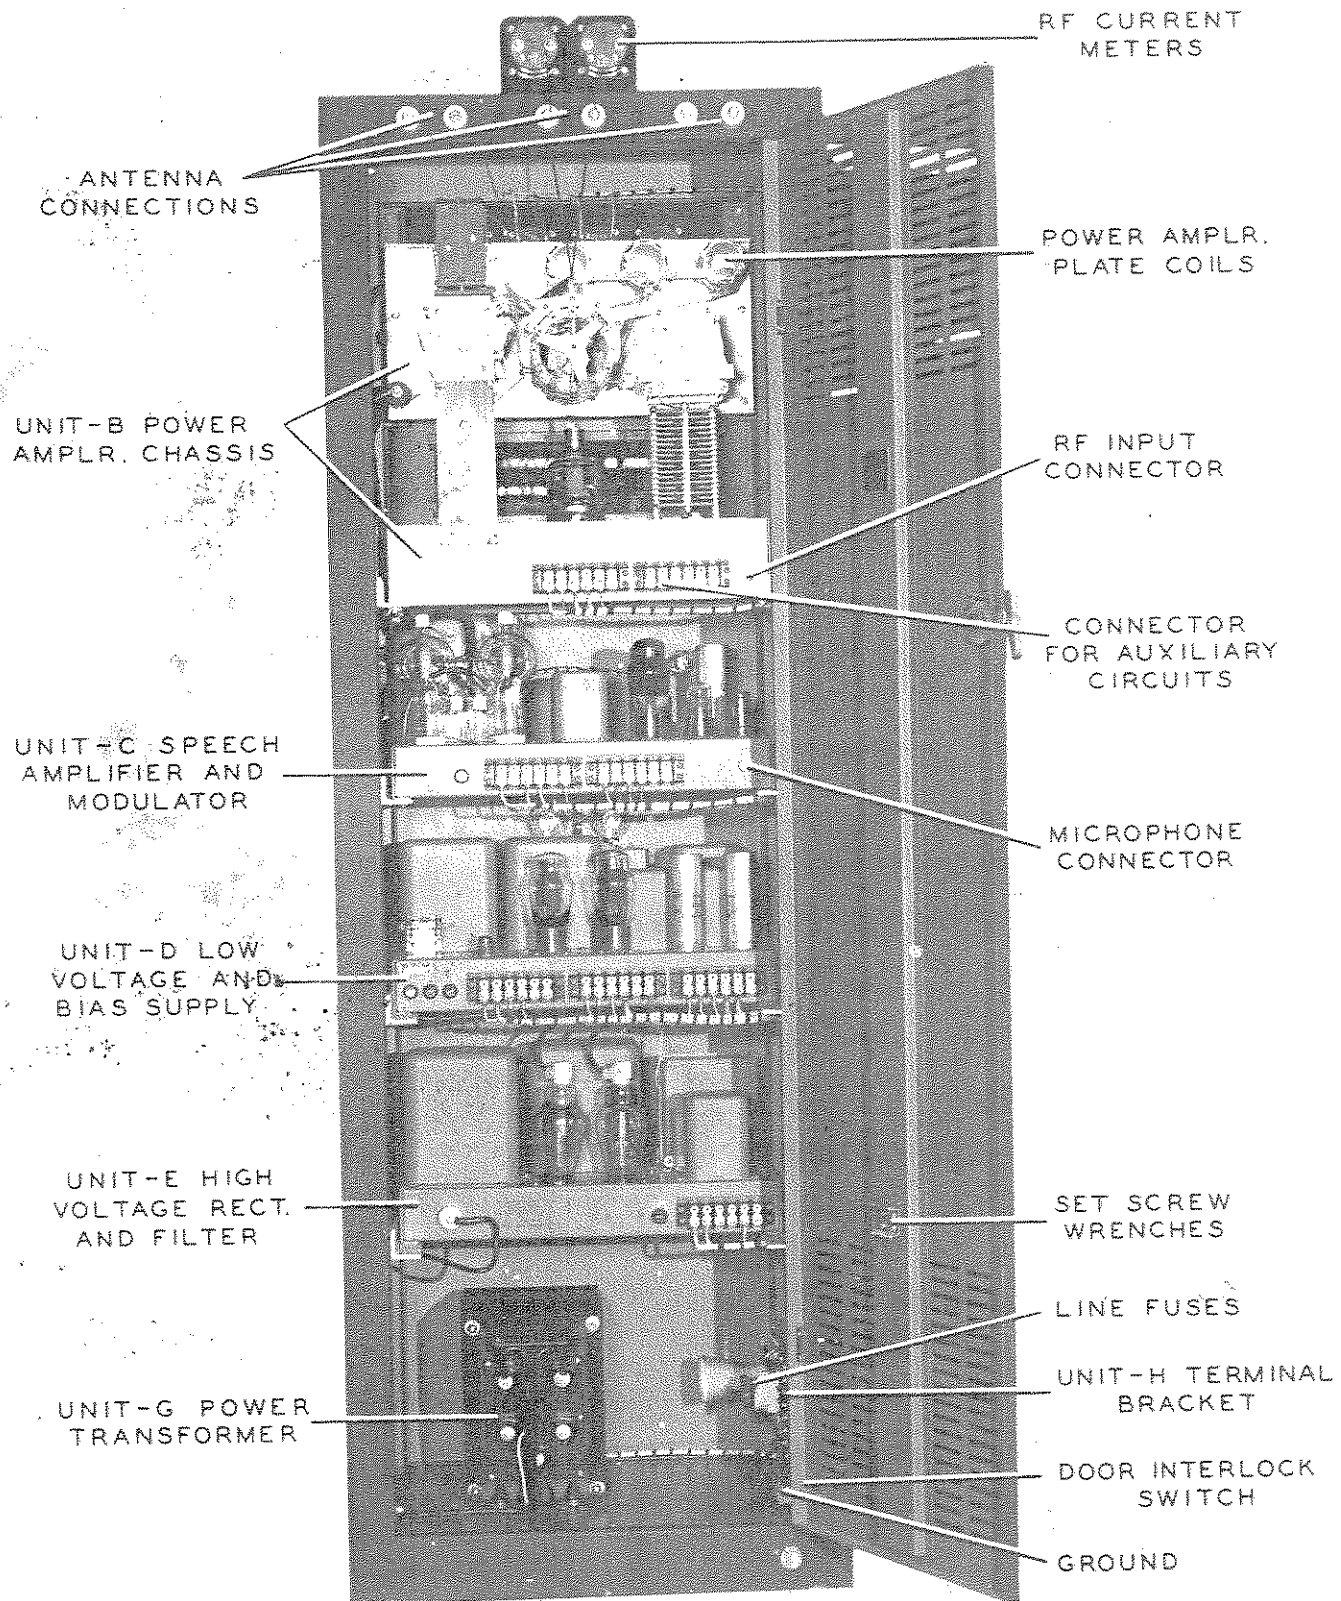 RF CURRENT
METERS
ANTENNA
CONNECTIONS
POWER AMPLR.
PLATE COILS
UNIT-B POWER
AMPLR. CHASSIS
RF INPUT
CONNECTOR
CONNECTOR
FOR AUXILIARY
CIRCUITS
UNIT-C SPEECH
AMPLIFIER AND
MODULATOR
MICROPHONE
CONNECTOR
UNIT-D LOW
VOLTAGE AND
BIAS SUPPLY
UNIT-E HIGH
VOLTAGE RECT.
AND FILTER
SET SCREW
WRENCHES
LINE FUSES
UNIT-H TERMINAL
BRACKET
UNIT-G POWER
TRANSFORMER
DOOR INTERLOCK
SWITCH
GROUND